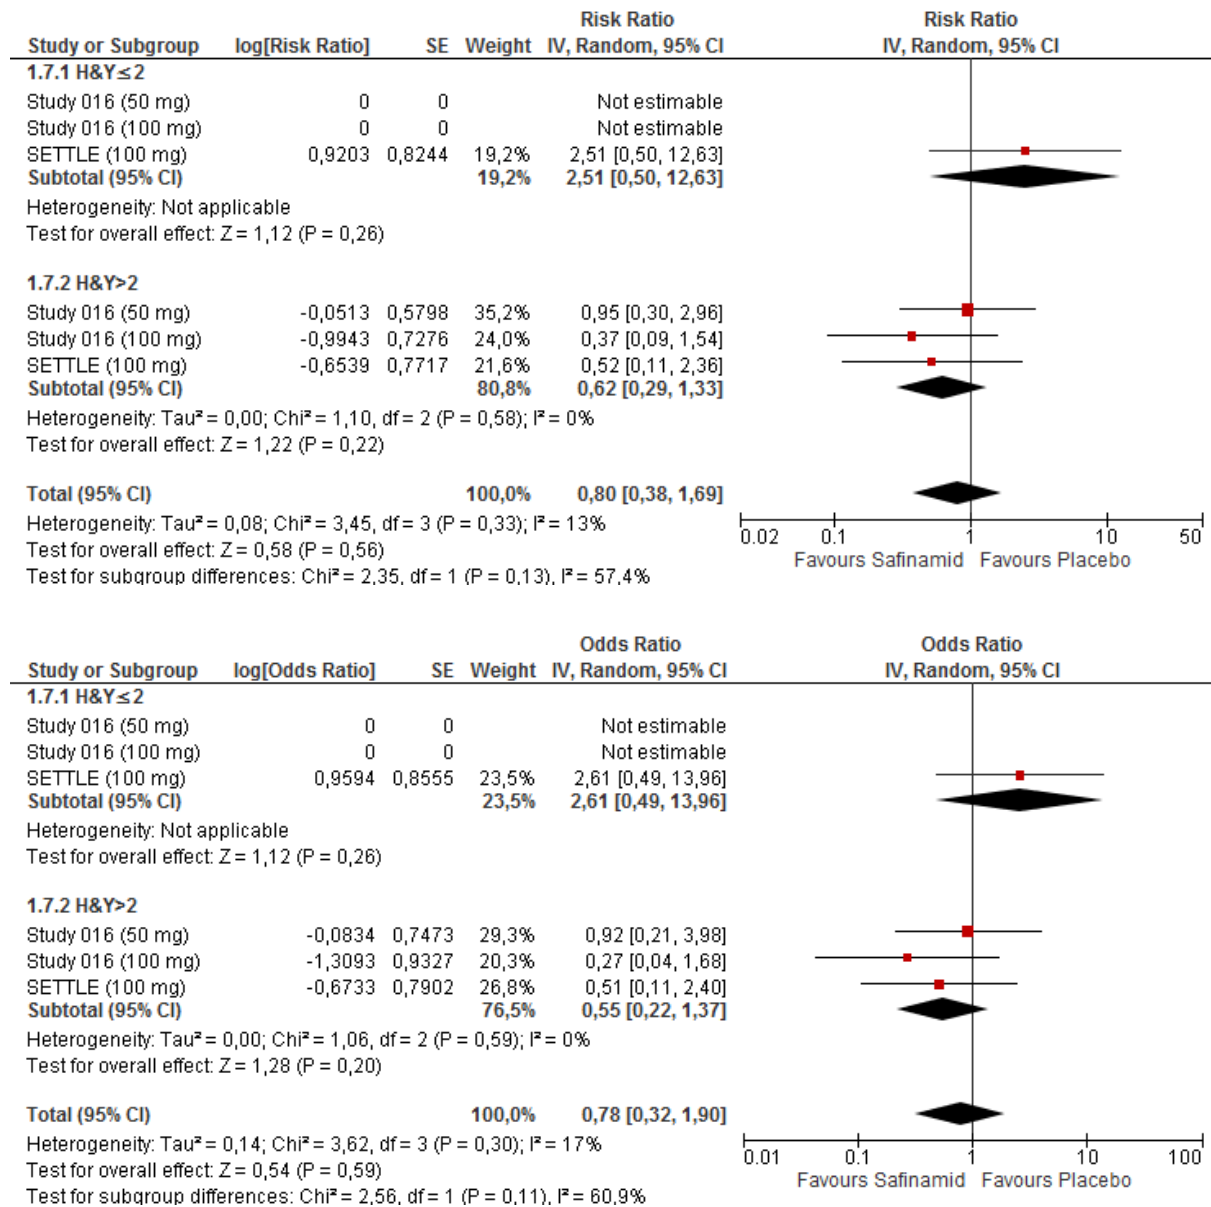 Risk Ratio Risk Ratio
Study or Subgroup log[Risk Ratio] SE Weight IV, Random, 95% CI IV, Random, 95% CI
1.7.1 H&Y≤2
Study 016 (50 mg) 0 0 Not estimable
Study 016 (100 mg) 0 0 Not estimable
SETTLE (100 mg) 0,9203 0,8244 19,2% 2,51 [0,50, 12,63]
Subtotal (95% CI) 19,2% 2,51 [0,50, 12,63]
Heterogeneity: Not applicable
Test for overall effect: Z = 1,12 (P = 0,26)
1.7.2 H&Y>2
Study 016 (50 mg) -0,0513 0,5798 35,2% 0,95 [0,30, 2,96]
Study 016 (100 mg) -0,9943 0,7276 24,0% 0,37 [0,09, 1,54]
SETTLE (100 mg) -0,6539 0,7717 21,6% 0,52 [0,11, 2,36]
Subtotal (95% CI) 80,8% 0,62 [0,29, 1,33]
Heterogeneity: Tau² = 0,00; Chi² = 1,10, df = 2 (P = 0,58); I² = 0%
Test for overall effect: Z = 1,22 (P = 0,22)
Total (95% CI) 100,0% 0,80 [0,38, 1,69]
Heterogeneity: Tau² = 0,08; Chi² = 3,45, df = 3 (P = 0,33); I² = 13%
Test for overall effect: Z = 0,58 (P = 0,56)
Test for subgroup differences: Chi² = 2,35, df = 1 (P = 0,13), I² = 57,4%
0.02 0.1 1 10 50
Favours Safinamid Favours Placebo
Odds Ratio Odds Ratio
Study or Subgroup log[Odds Ratio] SE Weight IV, Random, 95% CI IV, Random, 95% CI
1.7.1 H&Y≤2
Study 016 (50 mg) 0 0 Not estimable
Study 016 (100 mg) 0 0 Not estimable
SETTLE (100 mg) 0,9594 0,8555 23,5% 2,61 [0,49, 13,96]
Subtotal (95% CI) 23,5% 2,61 [0,49, 13,96]
Heterogeneity: Not applicable
Test for overall effect: Z = 1,12 (P = 0,26)
1.7.2 H&Y>2
Study 016 (50 mg) -0,0834 0,7473 29,3% 0,92 [0,21, 3,98]
Study 016 (100 mg) -1,3093 0,9327 20,3% 0,27 [0,04, 1,68]
SETTLE (100 mg) -0,6733 0,7902 26,8% 0,51 [0,11, 2,40]
Subtotal (95% CI) 76,5% 0,55 [0,22, 1,37]
Heterogeneity: Tau² = 0,00; Chi² = 1,06, df = 2 (P = 0,59); I² = 0%
Test for overall effect: Z = 1,28 (P = 0,20)
Total (95% CI) 100,0% 0,78 [0,32, 1,90]
Heterogeneity: Tau² = 0,14; Chi² = 3,62, df = 3 (P = 0,30); I² = 17%
Test for overall effect: Z = 0,54 (P = 0,59)
Test for subgroup differences: Chi² = 2,56, df = 1 (P = 0,11), I² = 60,9%
0.01 0.1 1 10 100
Favours Safinamid Favours Placebo